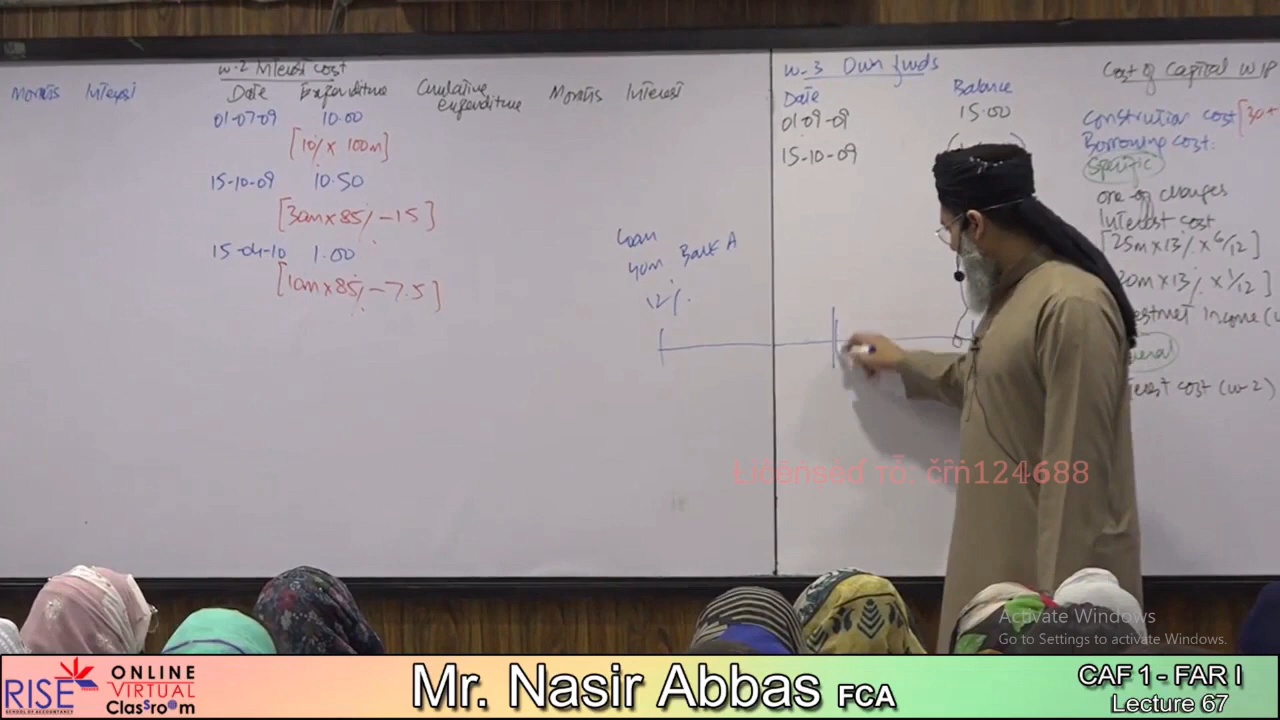 Months Interest
W-2 Interest cost
Date Expenditure Cumulative expenditure Months Interest
01-07-09 10.00
[10% x 100m]
15-10-09 10.50
[30m x 85% - 15]
15-04-10 1.00
[10m x 85% - 7.5]
Loan
40m Bank A
12%
W-3 Own funds
Date Balance
01-09-09 15.00
15-10-09
Cost of Capital WIP
Construction cost [30+
Borrowing cost:
Specific
one off charges
Interest cost
[25m x 13% x 6/12]
20m x 13% x 1/12]
Income
cost (W-2)
Licensed To: crn124688
Activate Windows
Go to Settings to activate Windows.
RISE
SCHOOL OF ACCOUNTANCY
ONLINE
VIRTUAL
Classro@m
Mr. Nasir Abbas FCA
CAF 1 - FAR I
Lecture 67